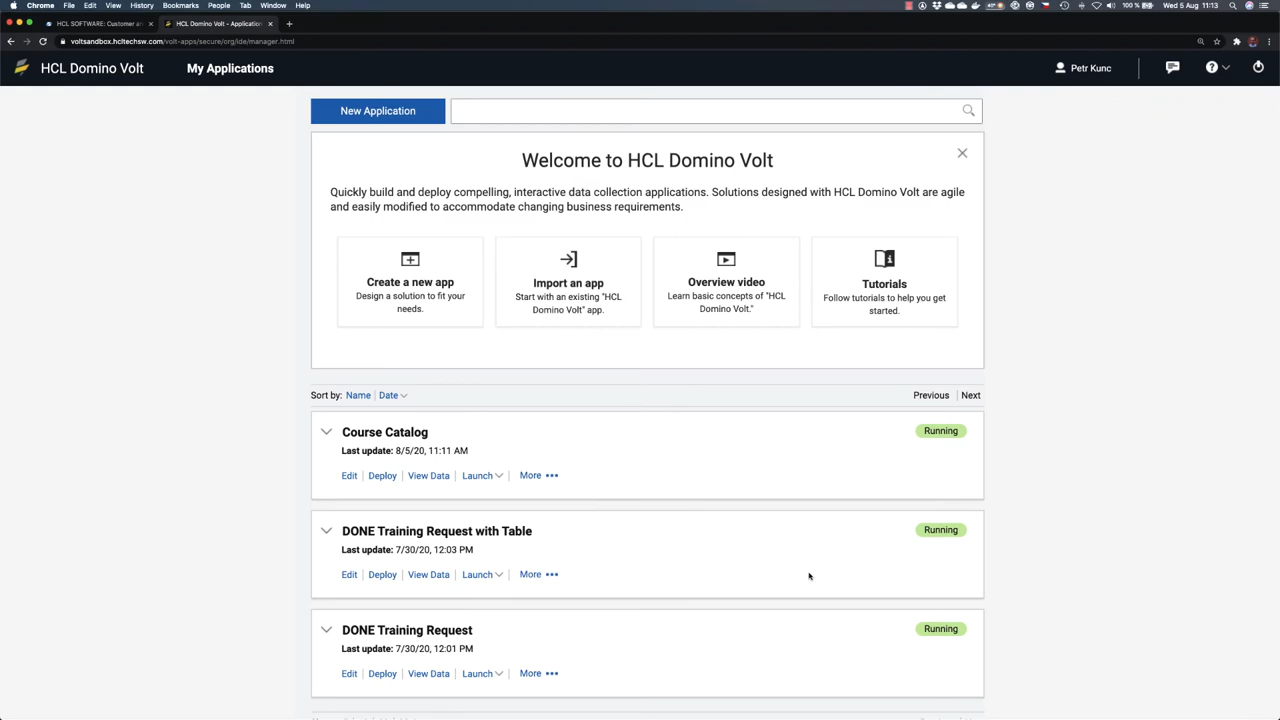 Chrome File Edit View History Bookmarks People Tab Window Help
100 % Wed 5 Aug 11:13
HCL SOFTWARE: Customer an
HCL Domino Volt - Application
voltsandbox.hcltechsw.com/volt-apps/secure/org/ide/manager.html
HCL Domino Volt My Applications Petr Kunc
New Application
Welcome to HCL Domino Volt
Quickly build and deploy compelling, interactive data collection applications. Solutions designed with HCL Domino Volt are agile
and easily modified to accommodate changing business requirements.
Create a new app
Design a solution to fit your
needs.
Import an app
Start with an existing "HCL
Domino Volt" app.
Overview video
Learn basic concepts of "HCL
Domino Volt."
Tutorials
Follow tutorials to help you get
started.
Sort by: Name | Date Previous | Next
Course Catalog Running
Last update: 8/5/20, 11:11 AM
Edit | Deploy | View Data | Launch | More •••
DONE Training Request with Table Running
Last update: 7/30/20, 12:03 PM
Edit | Deploy | View Data | Launch | More •••
DONE Training Request Running
Last update: 7/30/20, 12:01 PM
Edit | Deploy | View Data | Launch | More •••